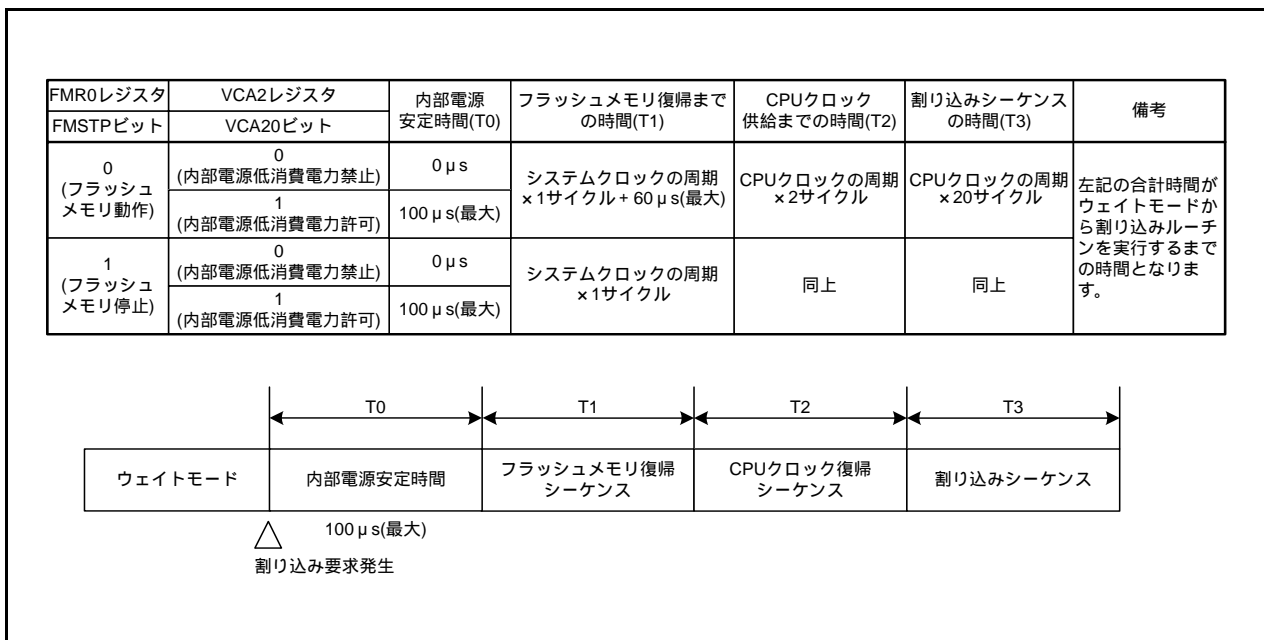 FMR0レジスタ
FMSTPビット
VCA2レジスタ
VCA20ビット
内部電源
安定時間(T0)
フラッシュメモリ復帰まで
の時間(T1)
CPUクロック
供給までの時間(T2)
割り込みシーケンス
の時間(T3)
備考
0
(フラッシュ
メモリ動作)
0
(内部電源低消費電力禁止)
0μs
1
(内部電源低消費電力許可)
100μs(最大)
システムクロックの周期
×1サイクル + 60μs(最大)
CPUクロックの周期
×2サイクル
CPUクロックの周期
×20サイクル
左記の合計時間が
ウェイトモードか
ら割り込みルーチ
ンを実行するまで
の時間となりま
す。
1
(フラッシュ
メモリ停止)
0
(内部電源低消費電力禁止)
0μs
1
(内部電源低消費電力許可)
100μs(最大)
システムクロックの周期
×1サイクル
同上
同上
T0
T1
T2
T3
ウェイトモード
内部電源安定時間
フラッシュメモリ復帰
シーケンス
CPUクロック復帰
シーケンス
割り込みシーケンス
100μs(最大)
割り込み要求発生